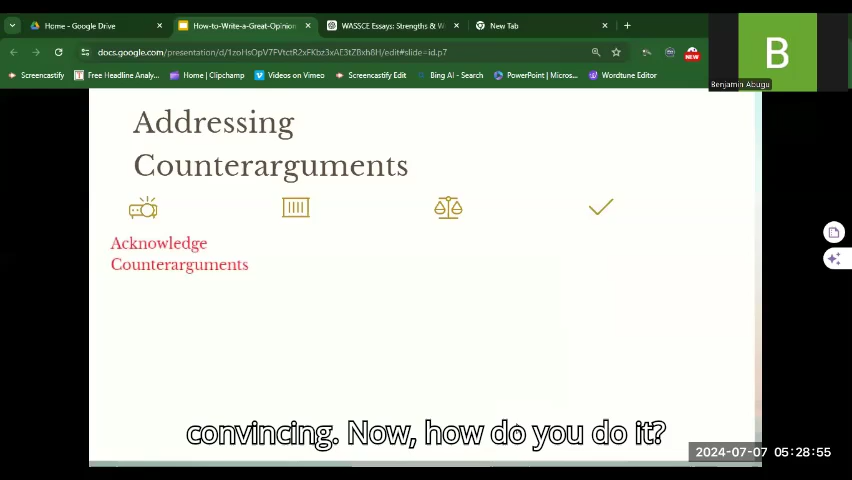 Home - Google Drive
How-to-Write-a-Great-Opinion
WASSCE Essays: Strengths & W
New Tab
docs.google.com/presentation/d/1zoHsOpV7FVtctR2xFKbz3xAE3tZBxh8H/edit#slide=id.p7
NEW
Screencastify
Free Headline Analy...
Home | Clipchamp
Videos on Vimeo
Screencastify Edit
Bing AI - Search
PowerPoint | Micros...
Wordtune Editor
B
Benjamin Abugu
Addressing
Counterarguments
Acknowledge
Counterarguments
convincing. Now, how do you do it?
2024-07-07 05:28:55